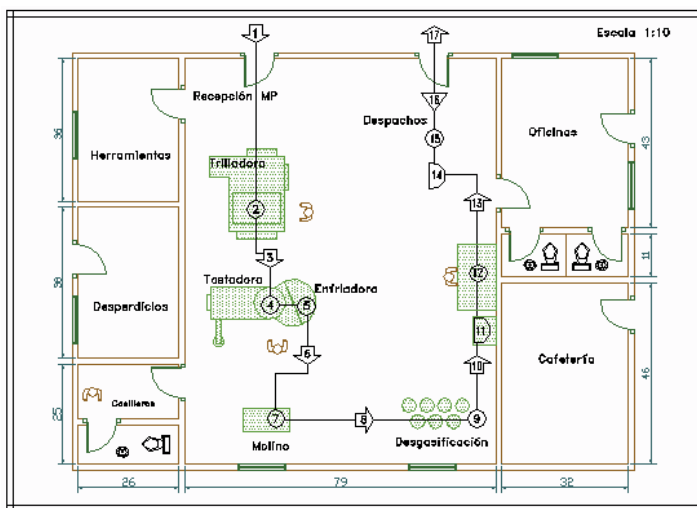 Escala 1:10
1
17
Recepción MP
16
Despachos
15
Oficinas
36
43
Herramientas
Trilladora
14
2
13
3
11
12
Tostadora
Enfriadora
38
Desperdicios
4
5
11
6
10
Cafetería
46
25
Casilleros
7
8
9
Molino
Desgasificación
26
79
32